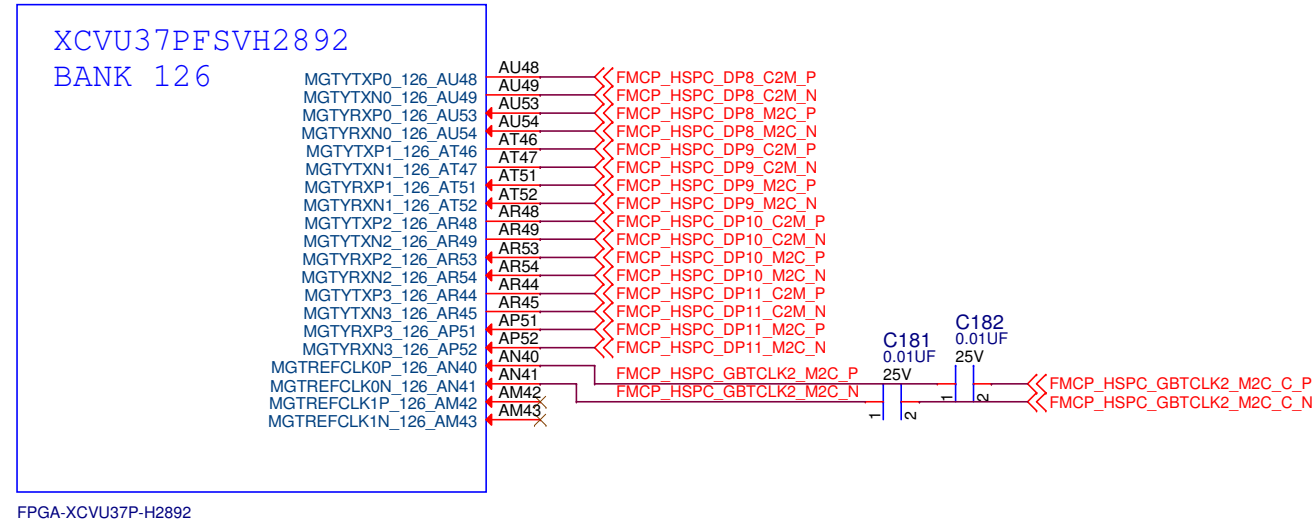 XCVU37PFSVH2892
BANK 126
MGTYTXP0_126_AU48 AU48 FMCP_HSPC_DP8_C2M_P
MGTYTXN0_126_AU49 AU49 FMCP_HSPC_DP8_C2M_N
MGTYRXP0_126_AU53 AU53 FMCP_HSPC_DP8_M2C_P
MGTYRXN0_126_AU54 AU54 FMCP_HSPC_DP8_M2C_N
MGTYTXP1_126_AT46 AT46 FMCP_HSPC_DP9_C2M_P
MGTYTXN1_126_AT47 AT47 FMCP_HSPC_DP9_C2M_N
MGTYRXP1_126_AT51 AT51 FMCP_HSPC_DP9_M2C_P
MGTYRXN1_126_AT52 AT52 FMCP_HSPC_DP9_M2C_N
MGTYTXP2_126_AR48 AR48 FMCP_HSPC_DP10_C2M_P
MGTYTXN2_126_AR49 AR49 FMCP_HSPC_DP10_C2M_N
MGTYRXP2_126_AR53 AR53 FMCP_HSPC_DP10_M2C_P
MGTYRXN2_126_AR54 AR54 FMCP_HSPC_DP10_M2C_N
MGTYTXP3_126_AR44 AR44 FMCP_HSPC_DP11_C2M_P
MGTYTXN3_126_AR45 AR45 FMCP_HSPC_DP11_C2M_N
MGTYRXP3_126_AP51 AP51 FMCP_HSPC_DP11_M2C_P
MGTYRXN3_126_AP52 AP52 FMCP_HSPC_DP11_M2C_N
MGTREFCLK0P_126_AN40 AN40 FMCP_HSPC_GBTCLK2_M2C_P
MGTREFCLK0N_126_AN41 AN41 FMCP_HSPC_GBTCLK2_M2C_N
MGTREFCLK1P_126_AM42 AM42
MGTREFCLK1N_126_AM43 AM43
C181
0.01UF
25V
1 2
C182
0.01UF
25V
1 2
FMCP_HSPC_GBTCLK2_M2C_C_P
FMCP_HSPC_GBTCLK2_M2C_C_N
FPGA-XCVU37P-H2892